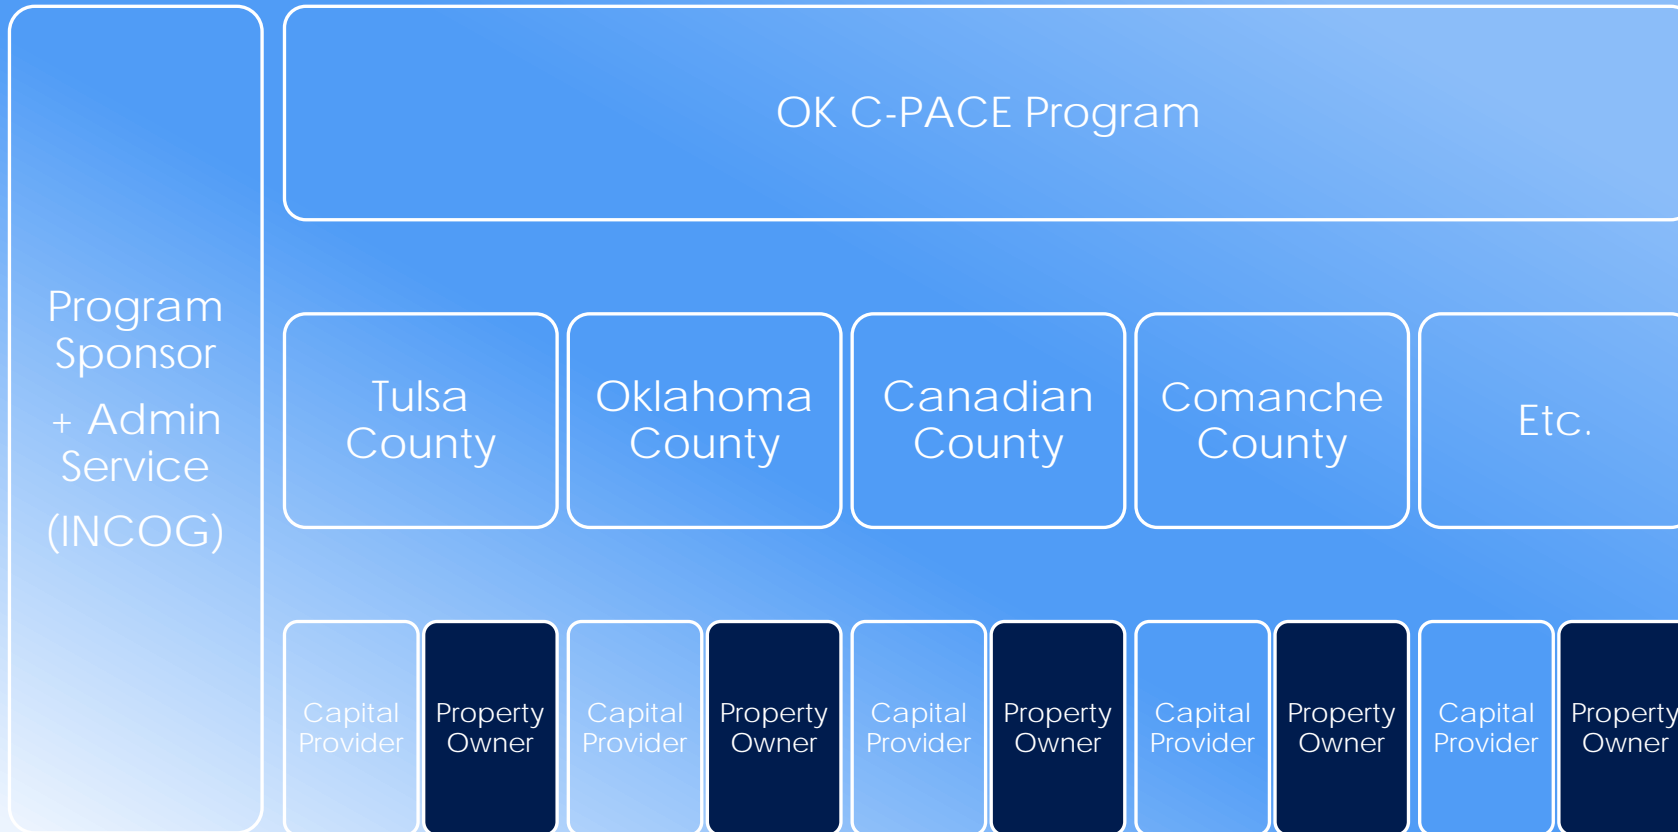 Program
Sponsor
+ Admin
Service
(INCOG)
OK C-PACE Program
Tulsa
County
Oklahoma
County
Canadian
County
Comanche
County
Etc.
Capital
Provider
Property
Owner
Capital
Provider
Property
Owner
Capital
Provider
Property
Owner
Capital
Provider
Property
Owner
Capital
Provider
Property
Owner